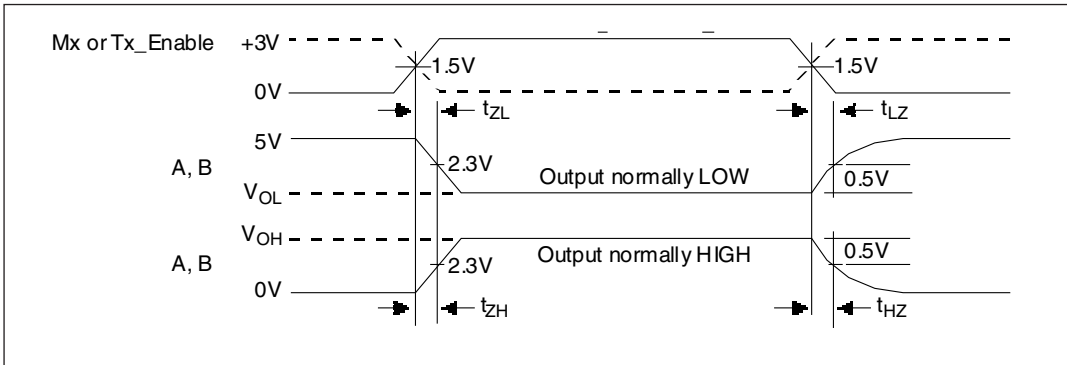 Mx or Tx_Enable
+3V
0V
1.5V
1.5V
tZL
tLZ
5V
A, B
VOL
2.3V
Output normally LOW
0.5V
VOH
A, B
0V
2.3V
Output normally HIGH
0.5V
tZH
tHZ